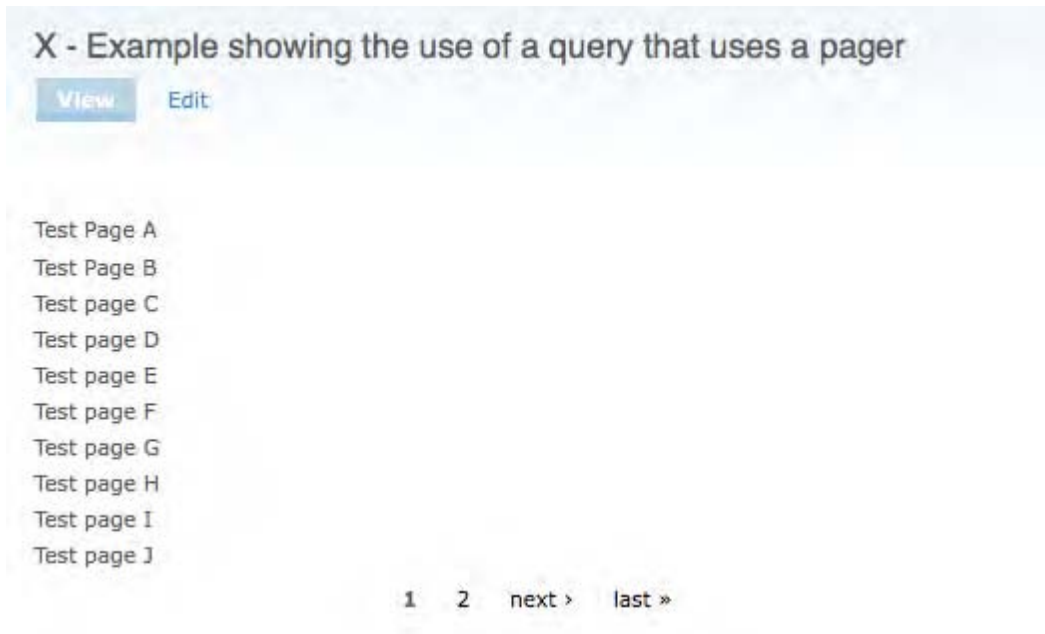 X - Example showing the use of a query that uses a pager
View Edit
Test Page A
Test Page B
Test page C
Test page D
Test page E
Test page F
Test page G
Test page H
Test page I
Test page J
1 2 next › last »